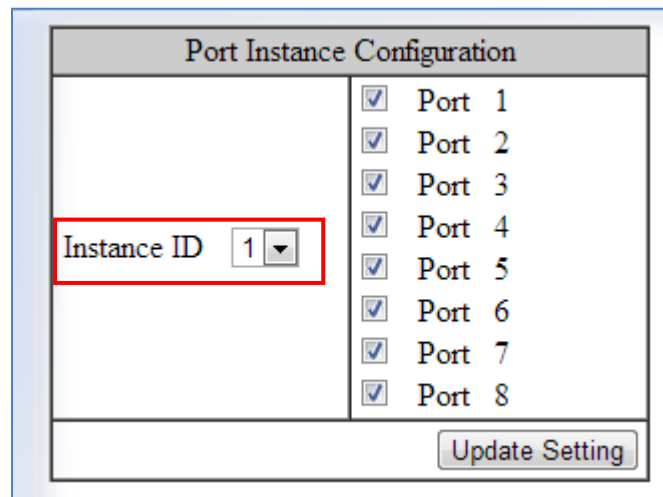 Port Instance Configuration
Port 1
Port 2
Port 3
Port 4
Instance ID 1
Port 5
Port 6
Port 7
Port 8
Update Setting